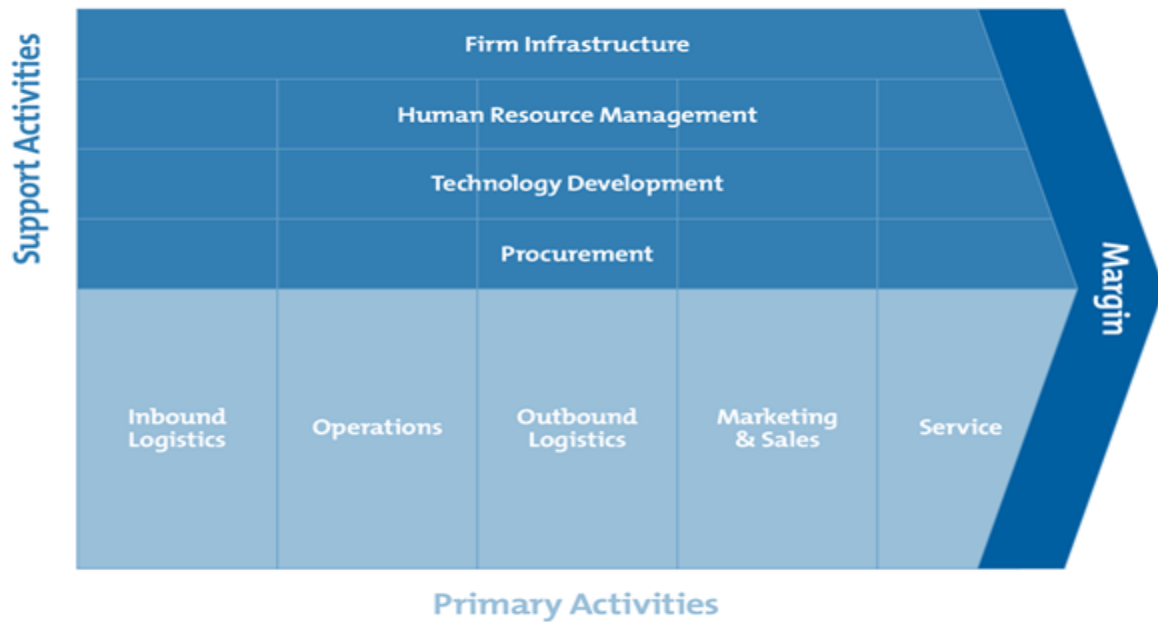 Support Activities
Firm Infrastructure
Human Resource Management
Technology Development
Procurement
Margin
Inbound
Logistics
Operations
Outbound
Logistics
Marketing
& Sales
Service
Primary Activities